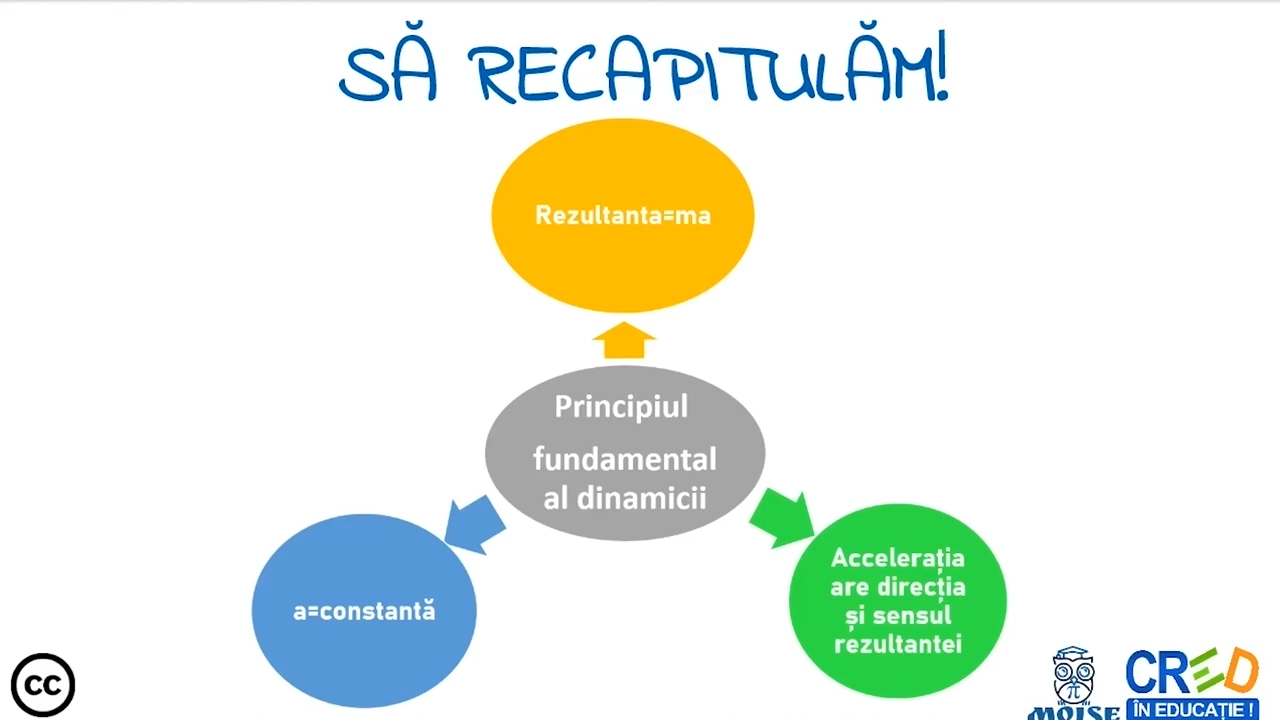 SĂ RECAPITULĂM!
Rezultanta=ma
Principiul
fundamental
al dinamicii
a=constantă
Accelerația
are direcția
și sensul
rezultantei
cc
π
MOISE
CRED
ÎN EDUCAȚIE !